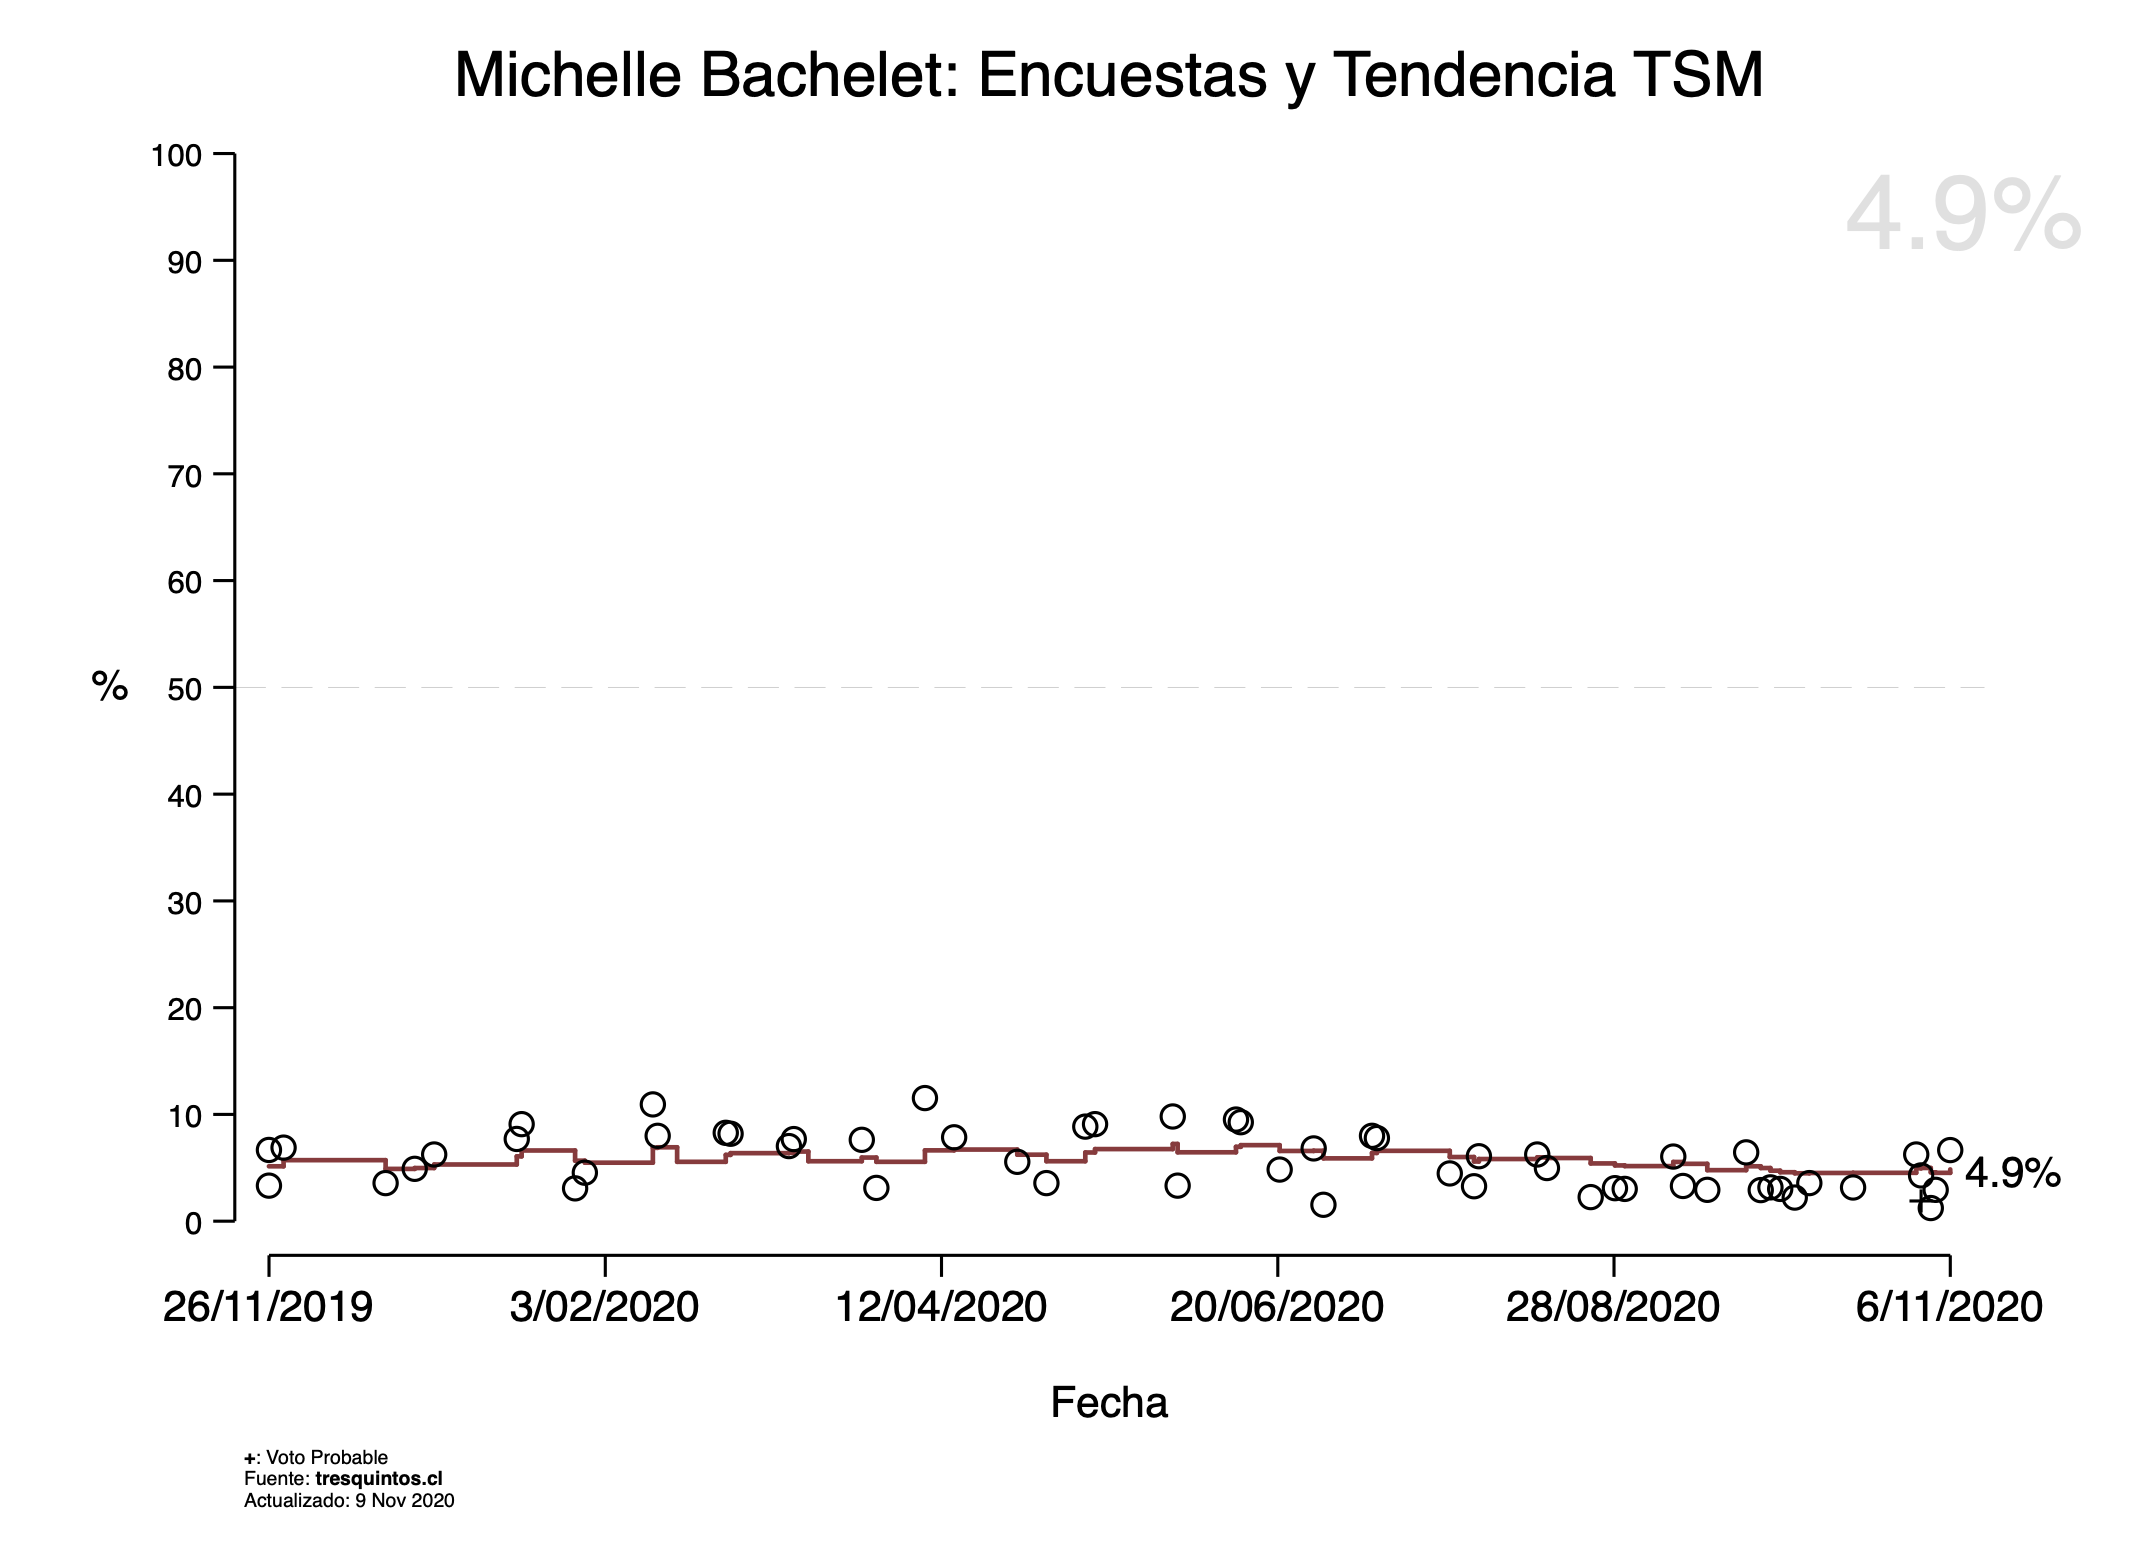 Michelle Bachelet: Encuestas y Tendencia TSM
4.9%
100
90
80
70
60
50
40
30
20
10
0
%
4.9%
26/11/2019 3/02/2020 12/04/2020 20/06/2020 28/08/2020 6/11/2020
Fecha
+: Voto Probable
Fuente: tresquintos.cl
Actualizado: 9 Nov 2020